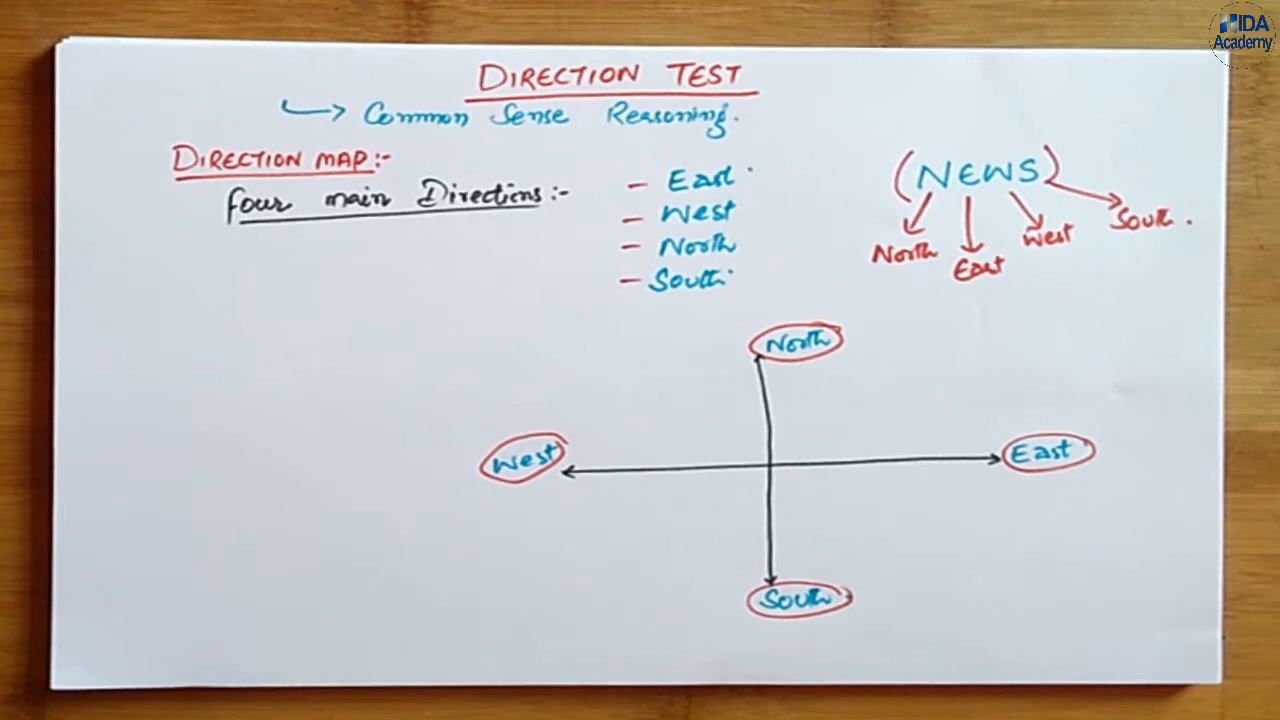 HIDA
Academy
DIRECTION TEST
Common Sense Reasoning.
DIRECTION MAP:-
four main Directions:-
- East
- West
- North
- South
(NEWS)
North
East
West
South.
North
West
East
South